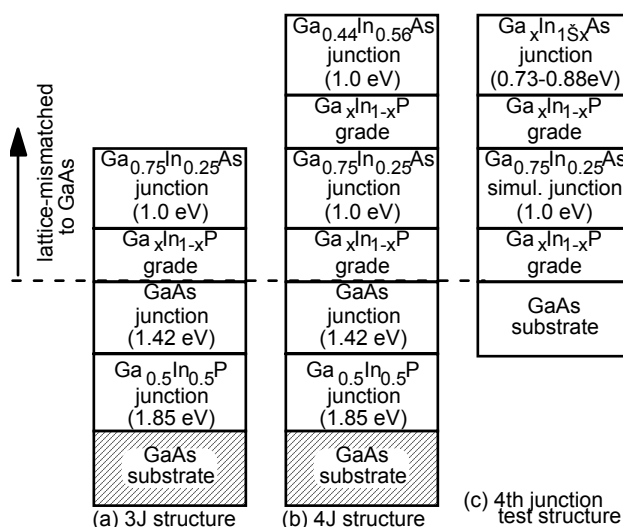 lattice-mismatched
to GaAs
Ga0.75In0.25As
junction
(1.0 eV)
GaxIn1-xP
grade
GaAs
junction
(1.42 eV)
Ga0.5In0.5P
junction
(1.85 eV)
GaAs
substrate
(a) 3J structure
Ga0.44In0.56As
junction
(1.0 eV)
GaxIn1-xP
grade
Ga0.75In0.25As
junction
(1.0 eV)
GaxIn1-xP
grade
GaAs
junction
(1.42 eV)
Ga0.5In0.5P
junction
(1.85 eV)
GaAs
substrate
(b) 4J structure
GaxIn1ŠxAs
junction
(0.73-0.88eV)
GaxIn1-xP
grade
Ga0.75In0.25As
simul. junction
(1.0 eV)
GaxIn1-xP
grade
GaAs
substrate
(c) 4th junction
test structure